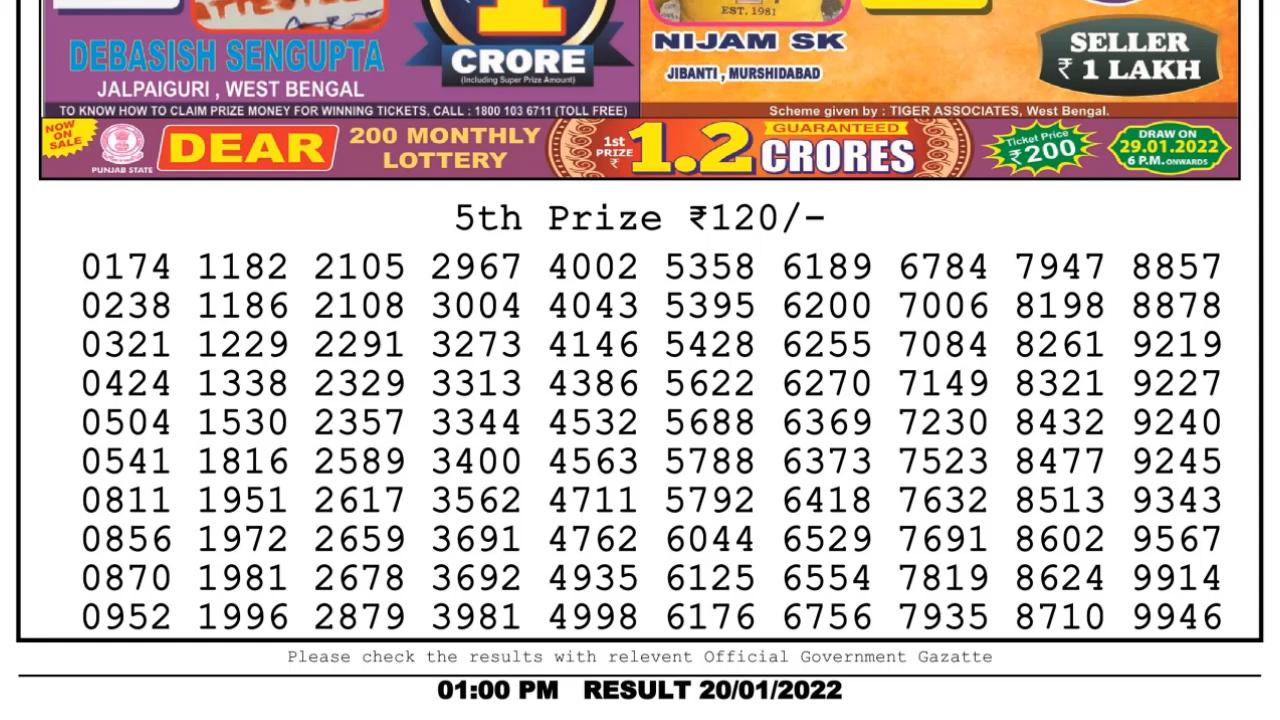 ATTESTED
1
DEBASISH SENGUPTA
JALPAIGURI , WEST BENGAL
CRORE
(Including Super Prize Amount)
EST. 1981
NIJAM SK
JIBANTI , MURSHIDABAD
SELLER
₹ 1 LAKH
TO KNOW HOW TO CLAIM PRIZE MONEY FOR WINNING TICKETS, CALL : 1800 103 6711 (TOLL FREE)
Scheme given by : TIGER ASSOCIATES, West Bengal.
NOW
ON
SALE
PUNJAB STATE
DEAR
200 MONTHLY
LOTTERY
1st
PRIZE
₹
1.2
GUARANTEED
CRORES
Ticket Price
₹200
DRAW ON
29.01.2022
6 P.M. ONWARDS
5th Prize ₹120/-
0174 1182 2105 2967 4002 5358 6189 6784 7947 8857
0238 1186 2108 3004 4043 5395 6200 7006 8198 8878
0321 1229 2291 3273 4146 5428 6255 7084 8261 9219
0424 1338 2329 3313 4386 5622 6270 7149 8321 9227
0504 1530 2357 3344 4532 5688 6369 7230 8432 9240
0541 1816 2589 3400 4563 5788 6373 7523 8477 9245
0811 1951 2617 3562 4711 5792 6418 7632 8513 9343
0856 1972 2659 3691 4762 6044 6529 7691 8602 9567
0870 1981 2678 3692 4935 6125 6554 7819 8624 9914
0952 1996 2879 3981 4998 6176 6756 7935 8710 9946
Please check the results with relevent Official Government Gazatte
01:00 PM RESULT 20/01/2022